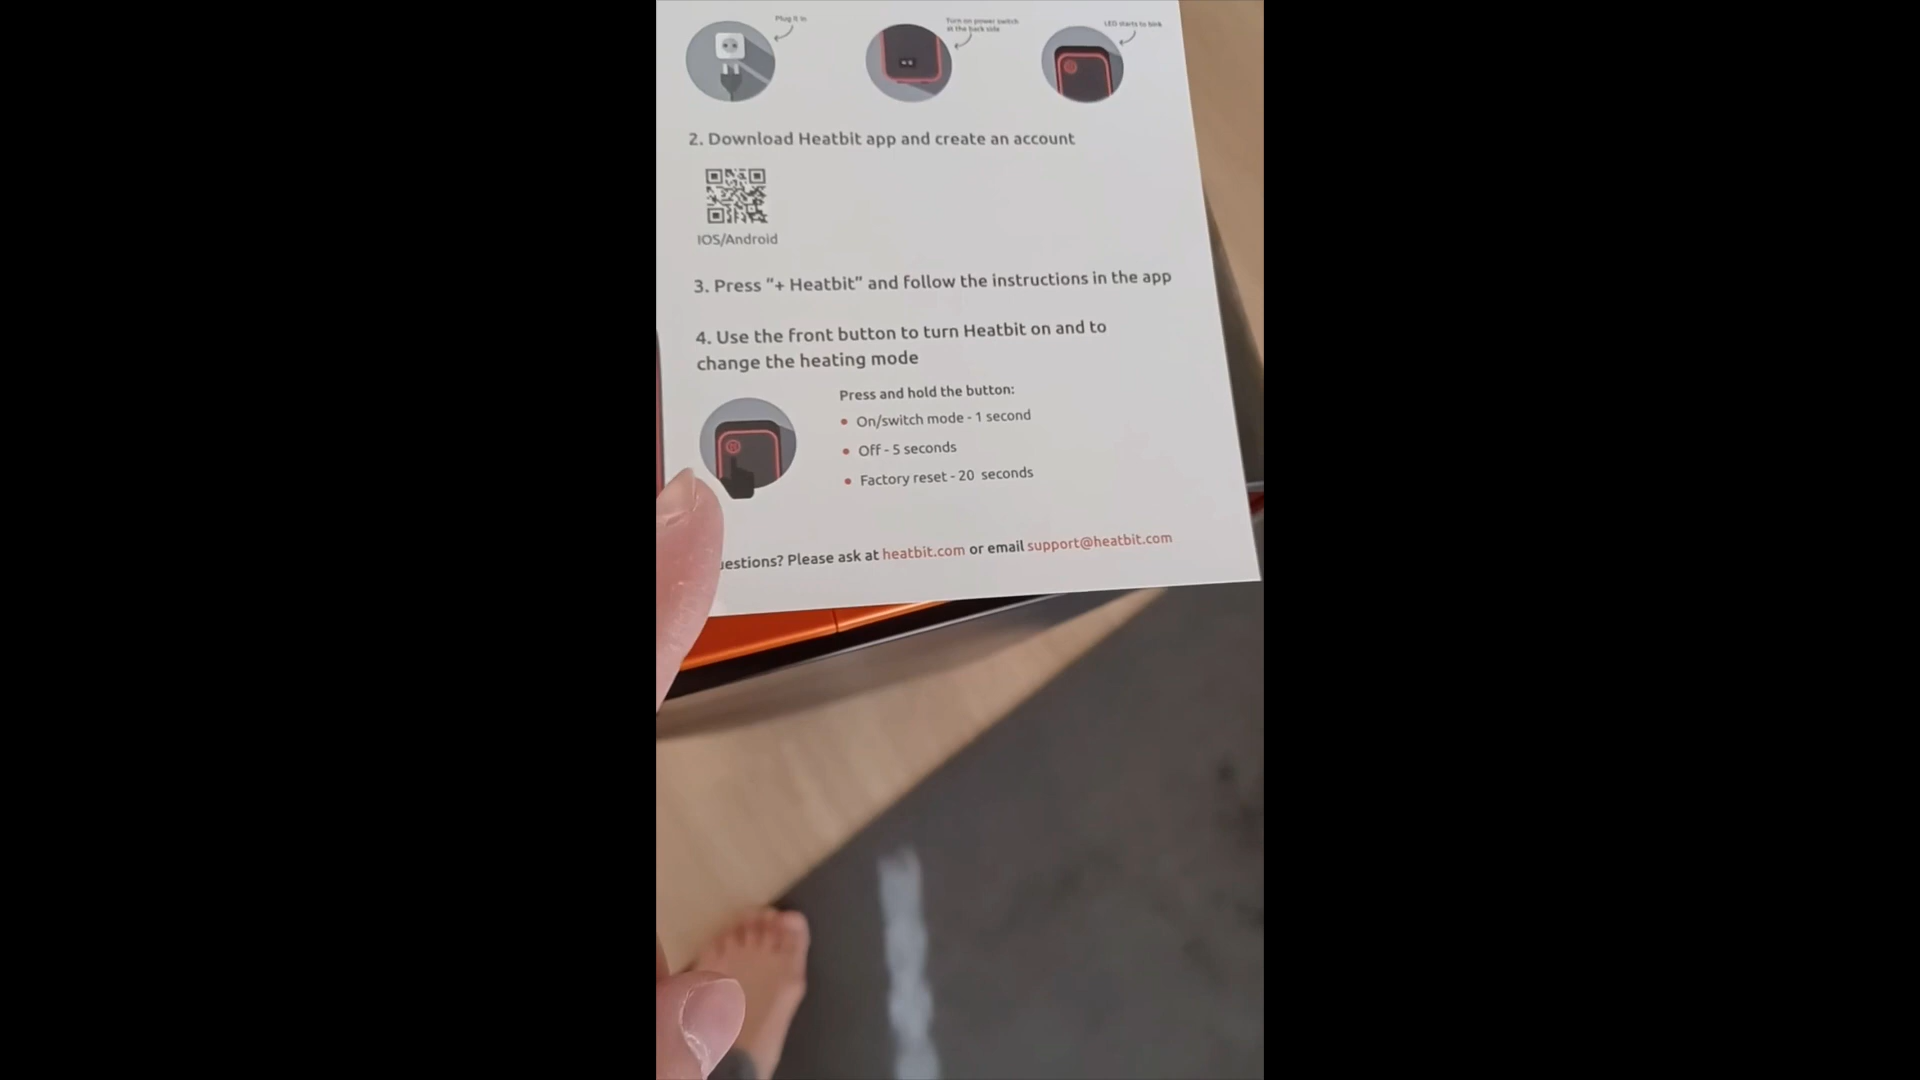 Plug it in
Turn on power switch
at the back side
LED starts to blink
2. Download Heatbit app and create an account
IOS/Android
3. Press "+ Heatbit" and follow the instructions in the app
4. Use the front button to turn Heatbit on and to
change the heating mode
Press and hold the button:
• On/switch mode - 1 second
• Off - 5 seconds
• Factory reset - 20 seconds
uestions? Please ask at heatbit.com or email support@heatbit.com